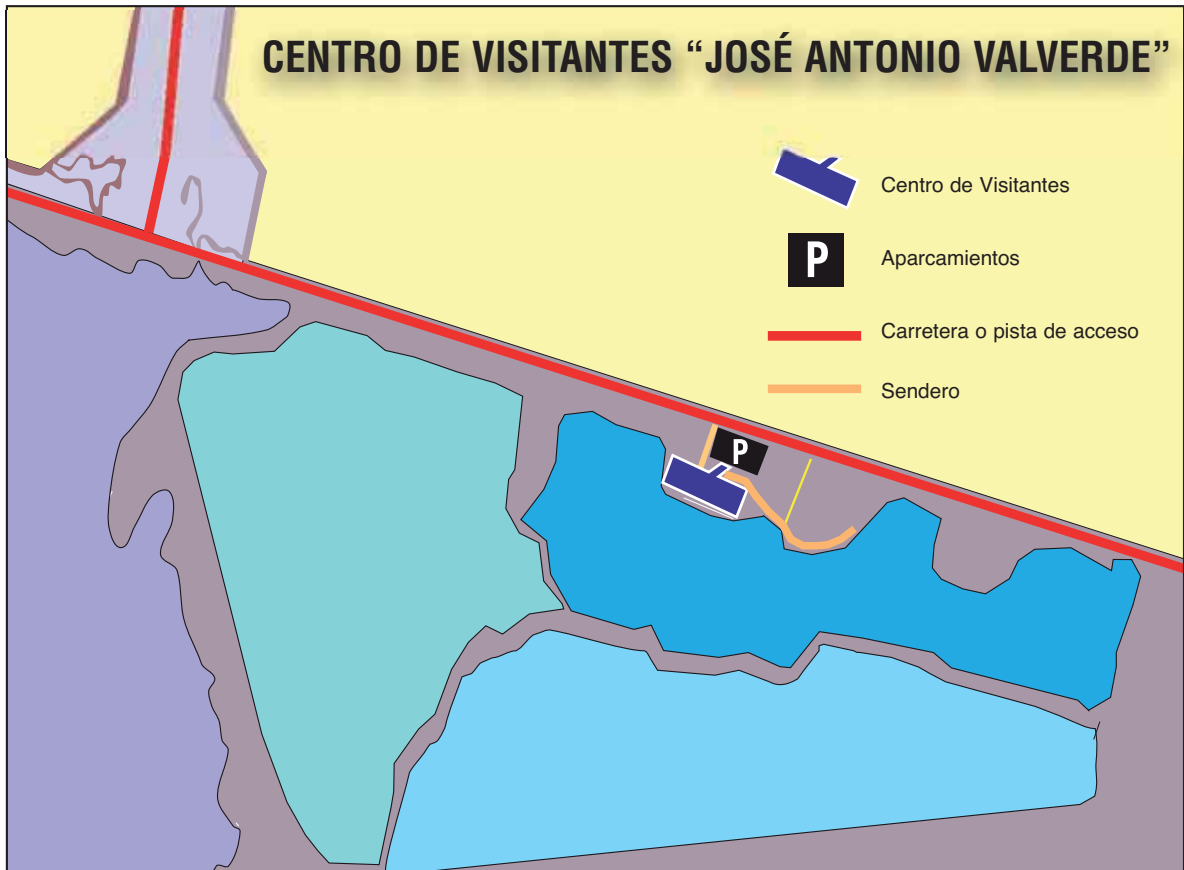 CENTRO DE VISITANTES “JOSÉ ANTONIO VALVERDE”
Centro de Visitantes
P
Aparcamientos
Carretera o pista de acceso
Sendero
P